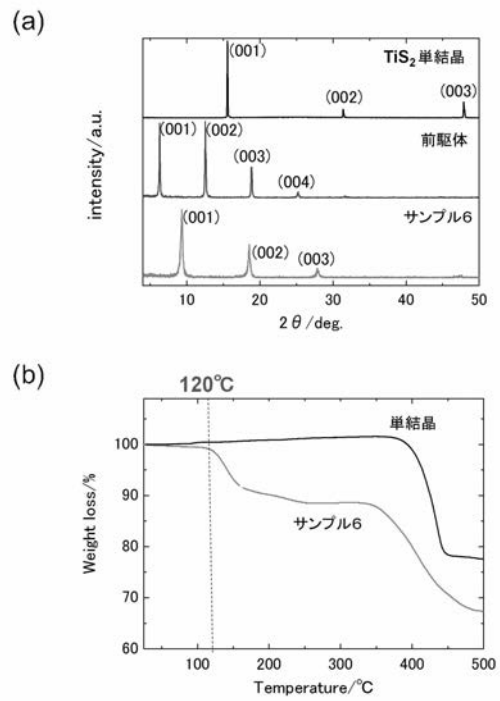 (a)
TiS₂単結晶
(001)
(002)
(003)
前駆体
(001)
(002)
(003)
(004)
サンプル6
(001)
(002)
(003)
intensity/a.u.
10
20
30
40
50
2θ/deg.
(b)
120℃
単結晶
サンプル6
Weight loss/%
100
90
80
70
60
100
200
300
400
500
Temperature/℃